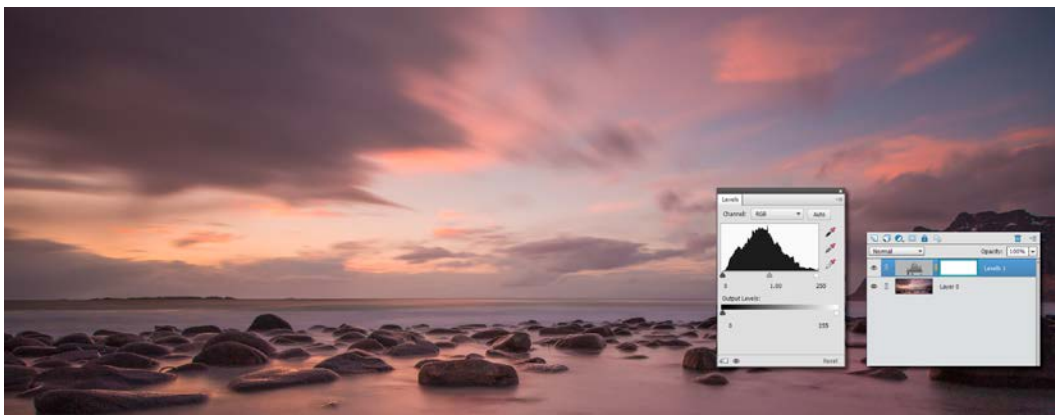 Levels
Channel: RGB Auto
0 1.00 250
Output Levels:
0 255
Reset
Normal Opacity: 100%
Levels 1
Layer 0